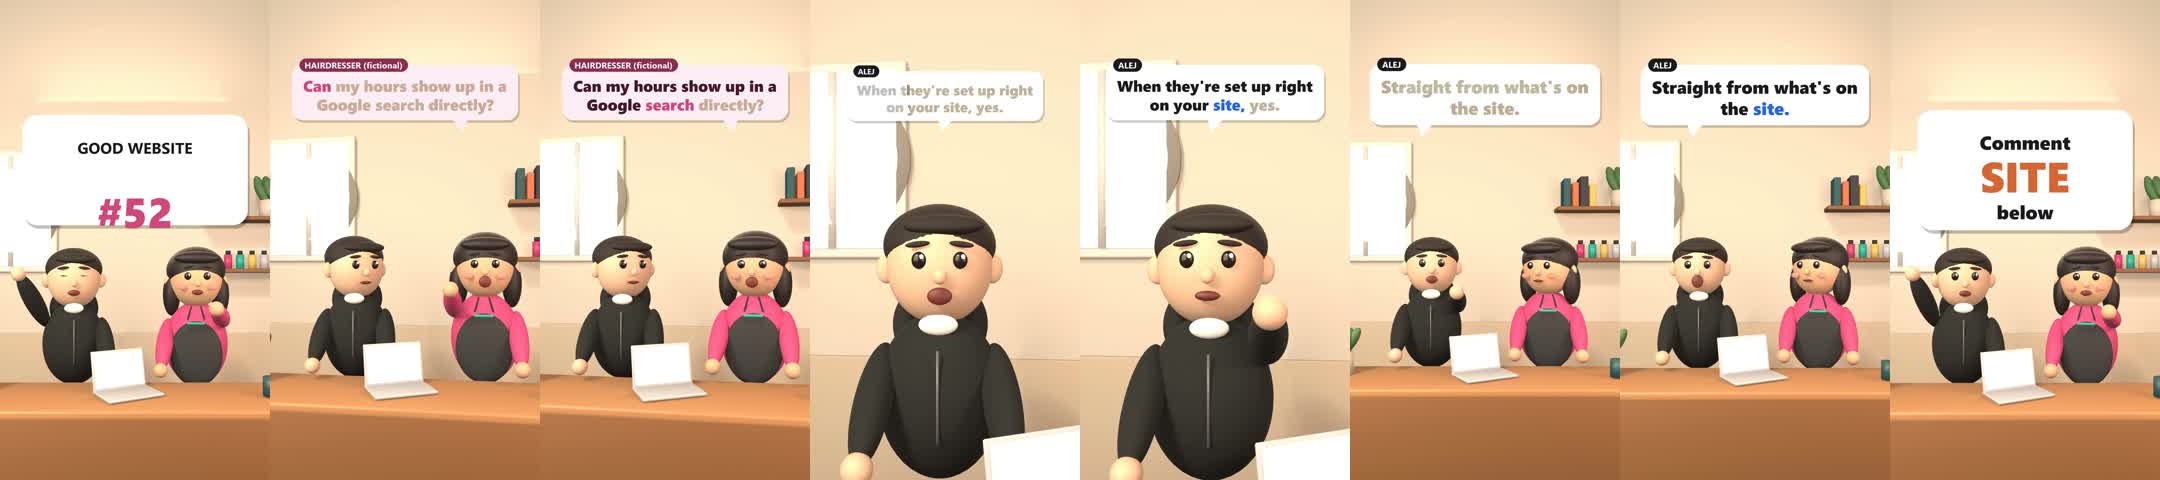 GOOD WEBSITE
#52
HAIRDRESSER (fictional)
Can my hours show up in a
Google search directly?
HAIRDRESSER (fictional)
Can my hours show up in a
Google search directly?
ALEJ
When they're set up right
on your site, yes.
ALEJ
When they're set up right
on your site, yes.
ALEJ
Straight from what's on
the site.
ALEJ
Straight from what's on
the site.
Comment
SITE
below